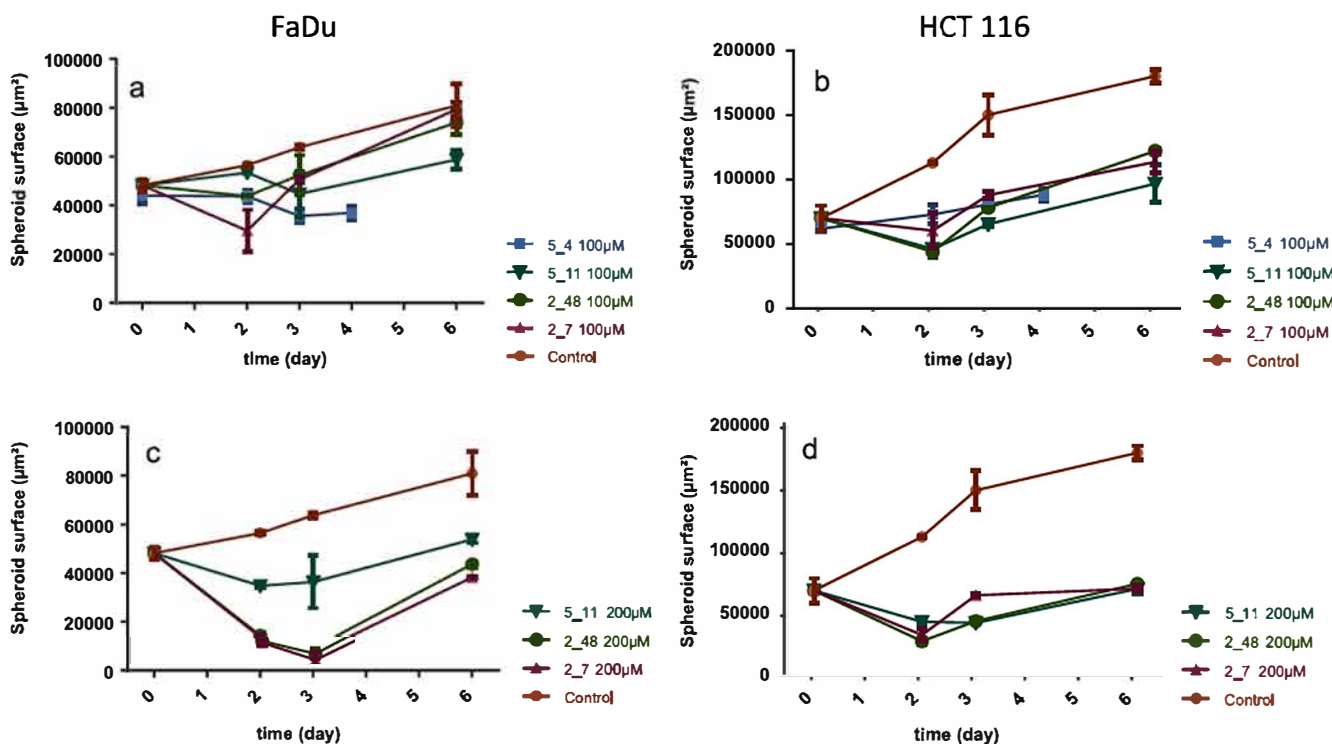 FaDu
HCT 116
a
Spheroid surface (µm²)
100000
80000
60000
40000
20000
0
0 1 2 3 4 5 6
time (day)
5_4 100µM
5_11 100µM
2_48 100µM
2_7 100µM
Control
b
Spheroid surface (µm²)
200000
150000
100000
50000
0
0 1 2 3 4 5 6
time (day)
5_4 100µM
5_11 100µM
2_48 100µM
2_7 100µM
Control
c
Spheroid surface (µm²)
100000
80000
60000
40000
20000
0
0 1 2 3 4 5 6
time (day)
5_11 200µM
2_48 200µM
2_7 200µM
Control
d
Spheroid surface (µm²)
200000
150000
100000
50000
0
0 1 2 3 4 5 6
time (day)
5_11 200µM
2_48 200µM
2_7 200µM
Control